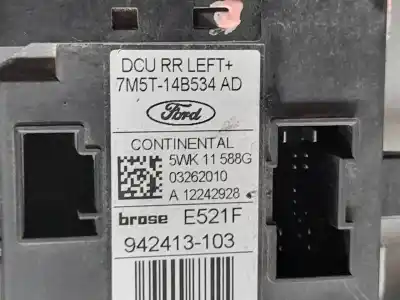 DCU RR LEFT+
7M5T-14B534 AD
Ford
CONTINENTAL
5WK 11 588G
03262010
A 12242928
brose E521F
942413-103